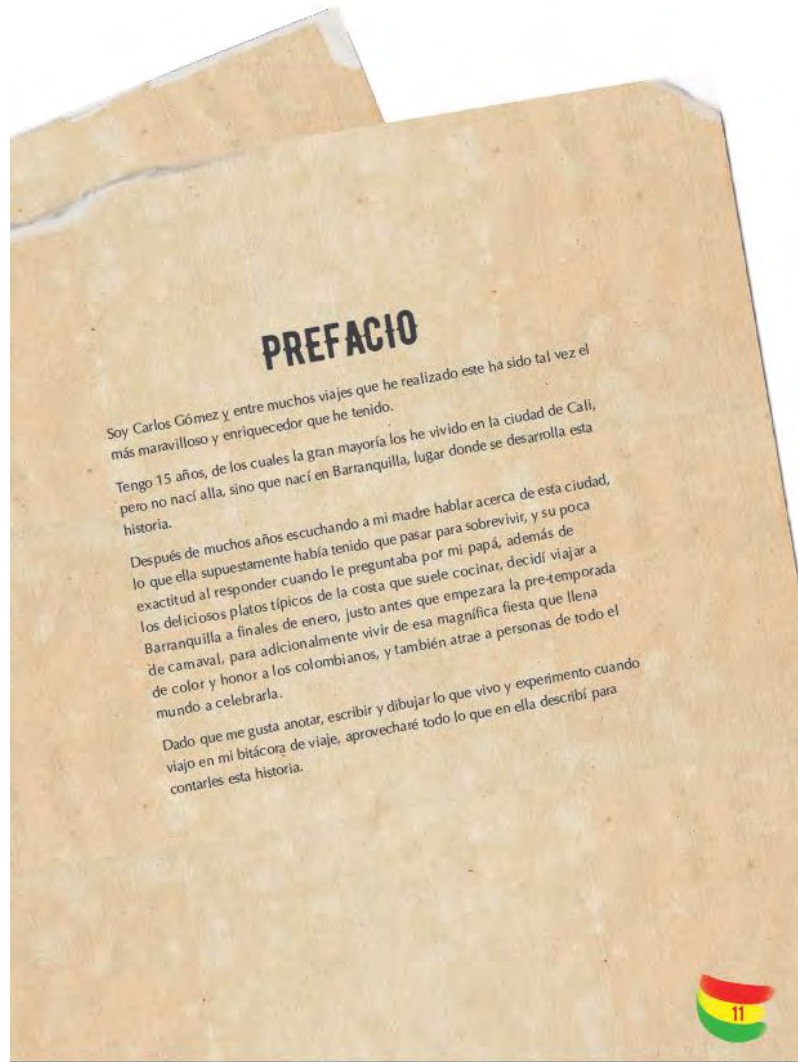 PREFACIO
Soy Carlos Gómez y entre muchos viajes que he realizado este ha sido tal vez el
más maravilloso y enriquecedor que he tenido.
Tengo 15 años, de los cuales la gran mayoría los he vivido en la ciudad de Cali,
pero no nací alla, sino que nací en Barranquilla, lugar donde se desarrolla esta
historia.
Después de muchos años escuchando a mi madre hablar acerca de esta ciudad,
lo que ella supuestamente había tenido que pasar para sobrevivir, y su poca
exactitud al responder cuando le preguntaba por mi papá, además de
los deliciosos platos típicos de la costa que suele cocinar, decidí viajar a
Barranquilla a finales de enero, justo antes que empezara la pre-temporada
de carnaval, para adicionalmente vivir de esa magnífica fiesta que llena
de color y honor a los colombianos, y también atrae a personas de todo el
mundo a celebrarla.
Dado que me gusta anotar, escribir y dibujar lo que vivo y experimento cuando
viajo en mi bitácora de viaje, aprovecharé todo lo que en ella describí para
contarles esta historia.
11